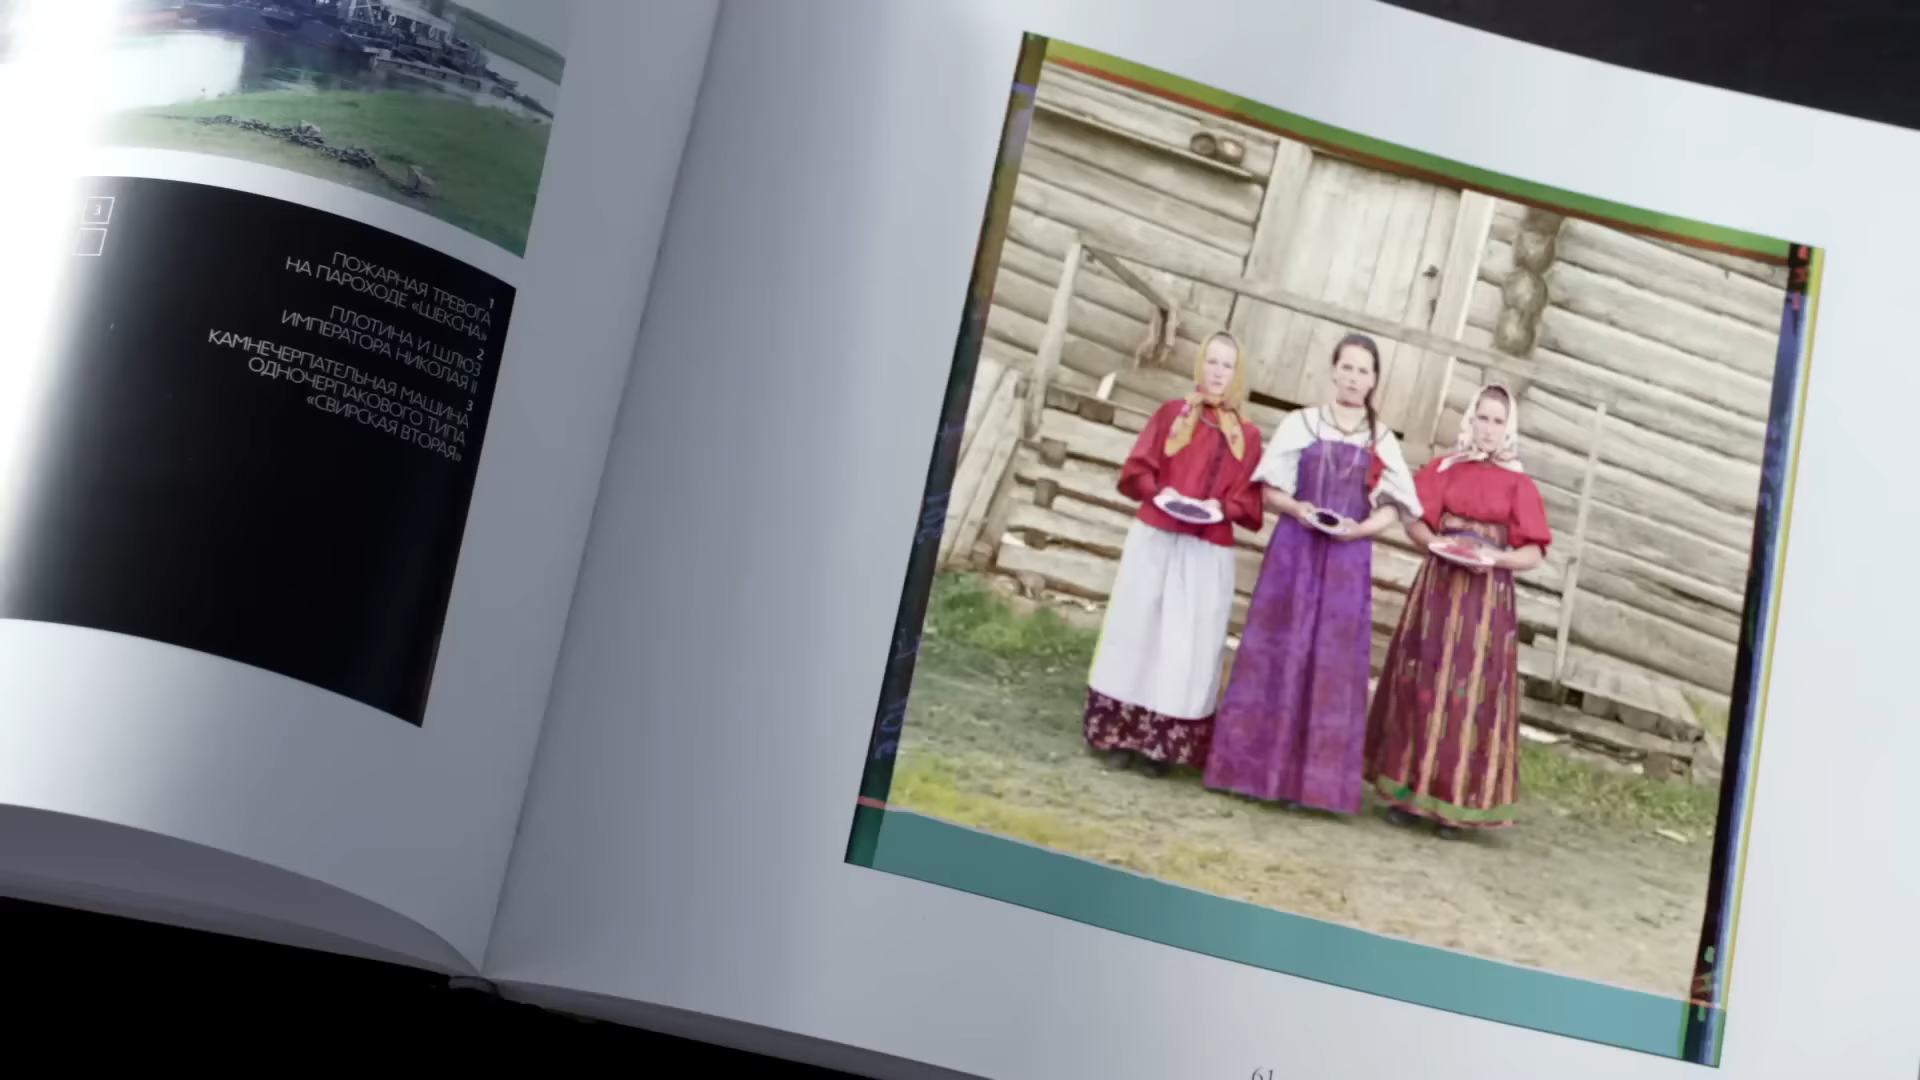 3
1
ПОЖАРНАЯ ТРЕВОГА
НА ПАРОХОДЕ «ШЕКСНА»
2
ПЛОТИНА И ШЛЮЗ
ИМПЕРАТОРА НИКОЛАЯ II
3
КАМНЕЧЕРПАТЕЛЬНАЯ МАШИНА
ОДНОЧЕРПАКОВОГО ТИПА
«СВИРСКАЯ ВТОРАЯ»
61